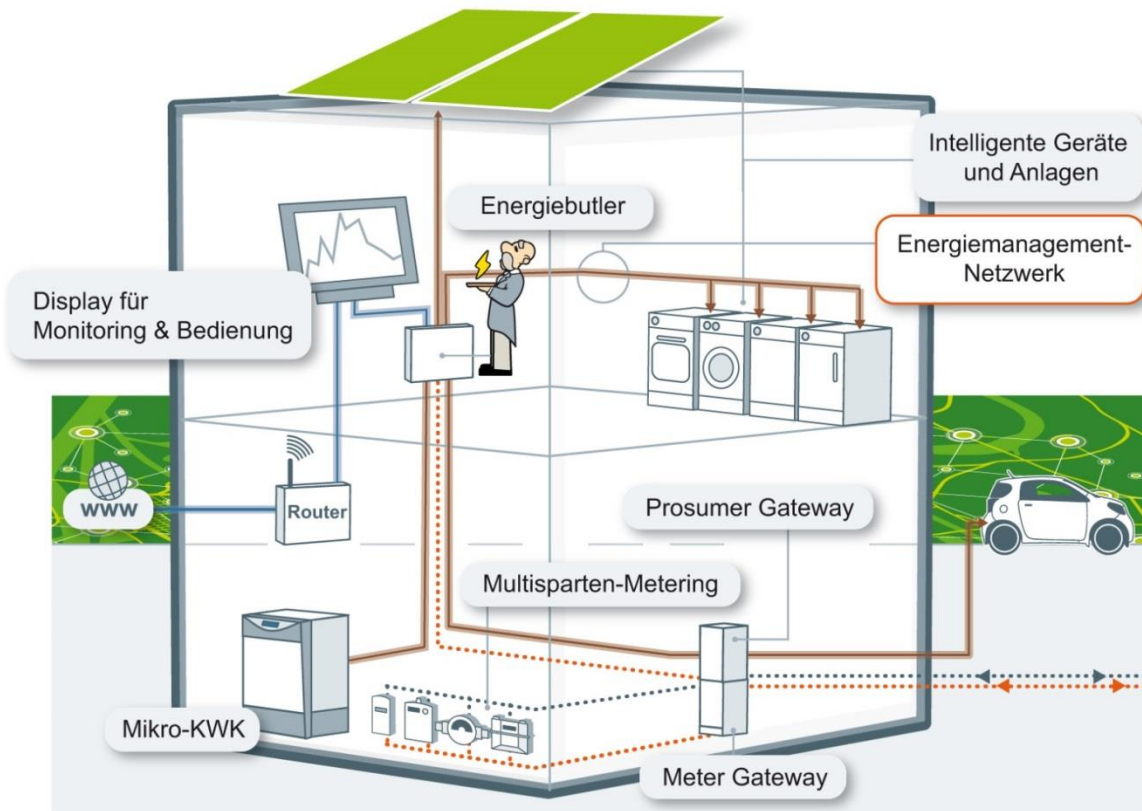 Intelligente Geräte
und Anlagen
Energiebutler
Energiemanagement-
Netzwerk
Display für
Monitoring & Bedienung
www
Router
Prosumer Gateway
Multisparten-Metering
Mikro-KWK
Meter Gateway